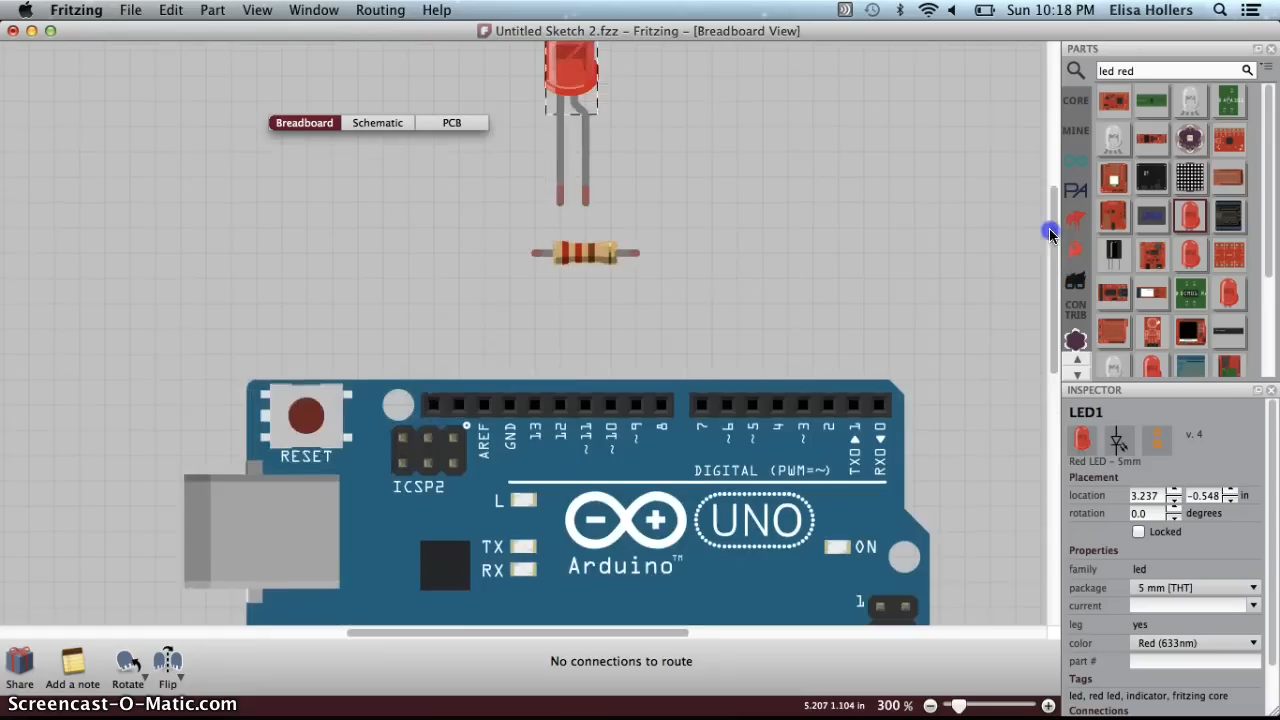 Fritzing File Edit Part View Window Routing Help Sun 10:18 PM Elisa Hollers
Untitled Sketch 2.fzz – Fritzing – [Breadboard View]
PARTS
led red
CORE
MINE
PA
CON
TRIB
Breadboard Schematic PCB
RESET
ICSP2
AREF
GND
13
12
~11
~10
~9
8
7
~6
~5
4
~3
2
TXO▶1
RXO◀0
DIGITAL (PWM=~)
L
TX
RX
UNO
Arduino™
ON
1
INSPECTOR
LED1
v. 4
Red LED - 5mm
Placement
location 3.237 -0.548 in
rotation 0.0 degrees
Locked
Properties
family led
package 5 mm [THT]
current
leg yes
color Red (633nm)
part #
Tags
led, red led, indicator, fritzing core
Connections
Share Add a note Rotate Flip
No connections to route
5.207 1.104 in 300 %
Screencast-O-Matic.com